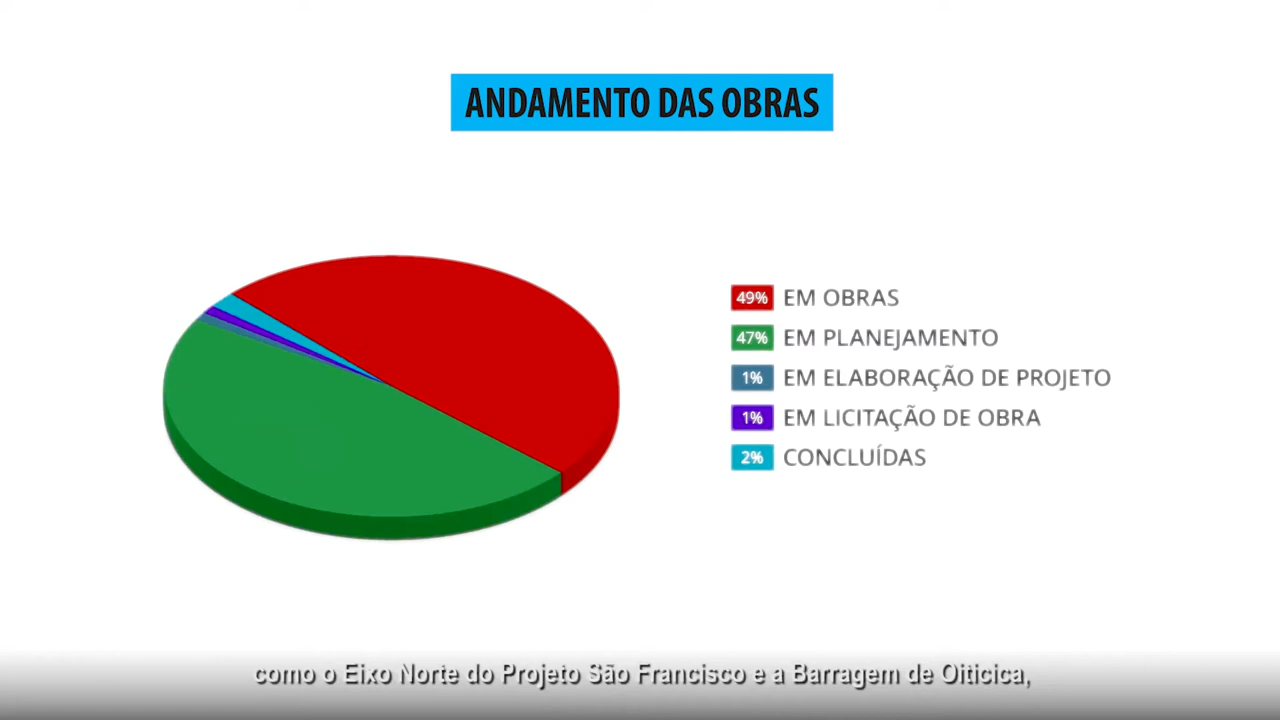 ANDAMENTO DAS OBRAS
49% EM OBRAS
47% EM PLANEJAMENTO
1% EM ELABORAÇÃO DE PROJETO
1% EM LICITAÇÃO DE OBRA
2% CONCLUÍDAS
como o Eixo Norte do Projeto São Francisco e a Barragem de Oiticica,